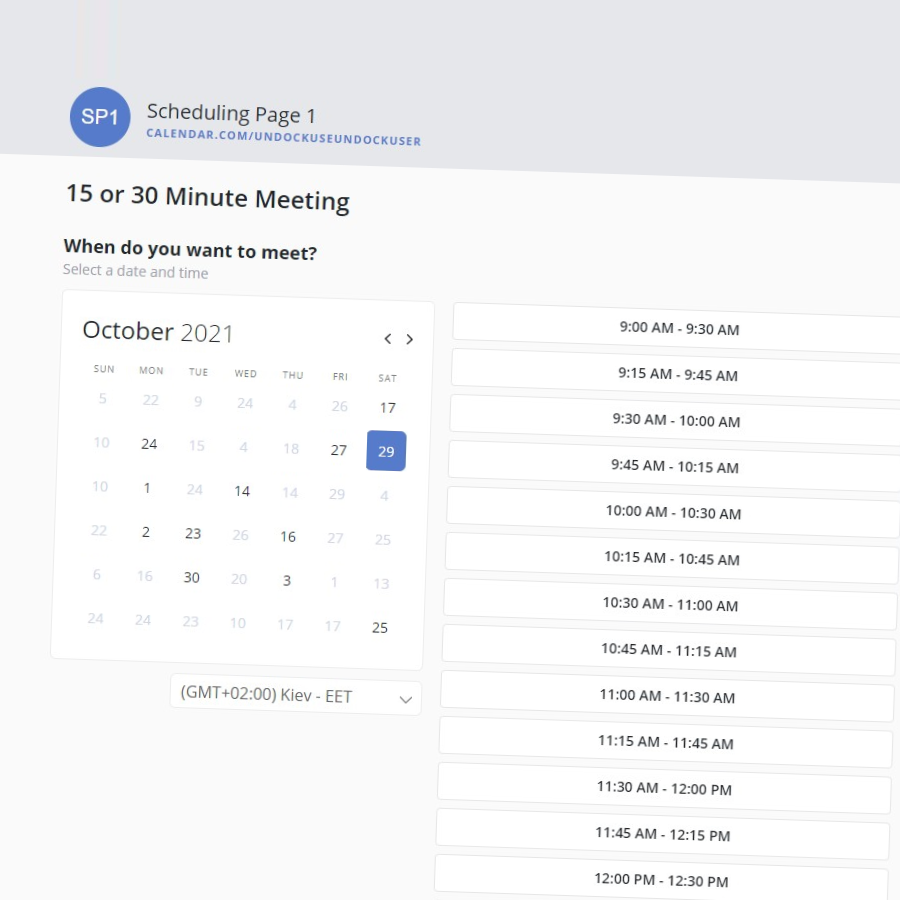 SP1
Scheduling Page 1
CALENDAR.COM/UNDOCKUSEUNDOCKUSER
15 or 30 Minute Meeting
When do you want to meet?
Select a date and time
October 2021
SUN MON TUE WED THU FRI SAT
5 22 9 24 4 26 17
10 24 15 4 18 27 29
10 1 24 14 14 29 4
22 2 23 26 16 27 25
6 16 30 20 3 1 13
24 24 23 10 17 17 25
(GMT+02:00) Kiev - EET
9:00 AM - 9:30 AM
9:15 AM - 9:45 AM
9:30 AM - 10:00 AM
9:45 AM - 10:15 AM
10:00 AM - 10:30 AM
10:15 AM - 10:45 AM
10:30 AM - 11:00 AM
10:45 AM - 11:15 AM
11:00 AM - 11:30 AM
11:15 AM - 11:45 AM
11:30 AM - 12:00 PM
11:45 AM - 12:15 PM
12:00 PM - 12:30 PM